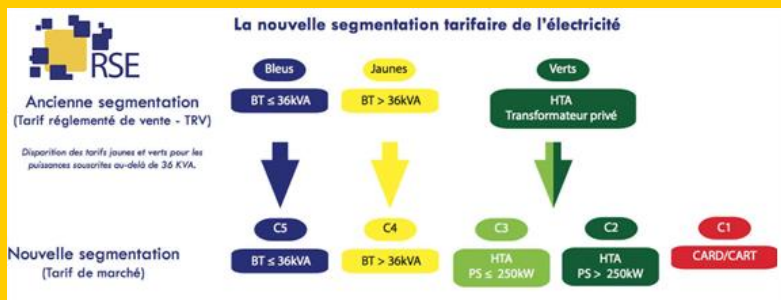 La nouvelle segmentation tarifaire de l'électricité
RSE
Bleus
Jaunes
Verts
Ancienne segmentation
(Tarif réglementé de vente - TRV)
BT ≤ 36kVA
BT > 36kVA
HTA
Transformateur privé
Disparition des tarifs jaunes et verts pour les
puissances souscrites au-delà de 36 KVA.
C5
C4
C3
C2
C1
Nouvelle segmentation
(Tarif de marché)
BT ≤ 36kVA
BT > 36kVA
HTA
PS ≤ 250kW
HTA
PS > 250kW
CARD/CART